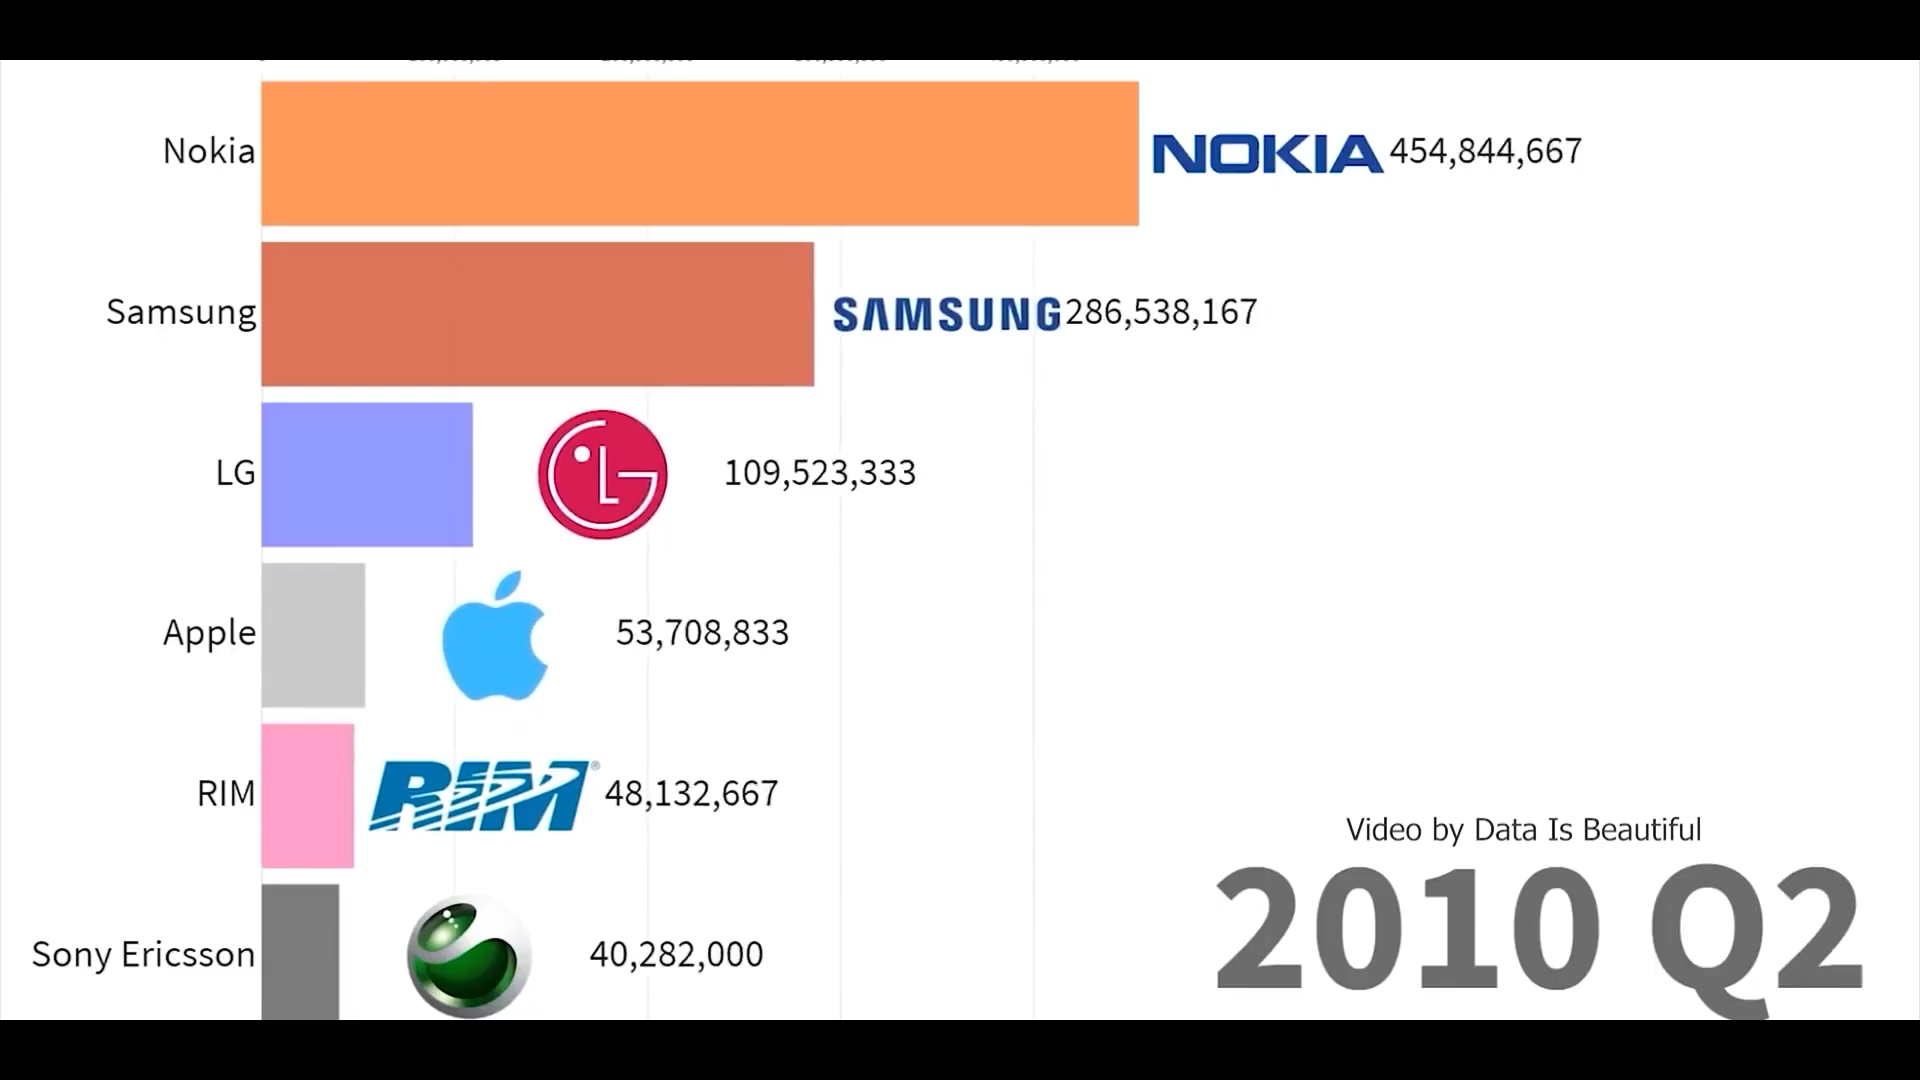 Nokia NOKIA 454,844,667
Samsung SAMSUNG 286,538,167
LG LG 109,523,333
Apple 53,708,833
RIM RIM® 48,132,667
Sony Ericsson 40,282,000
Video by Data Is Beautiful
2010 Q2